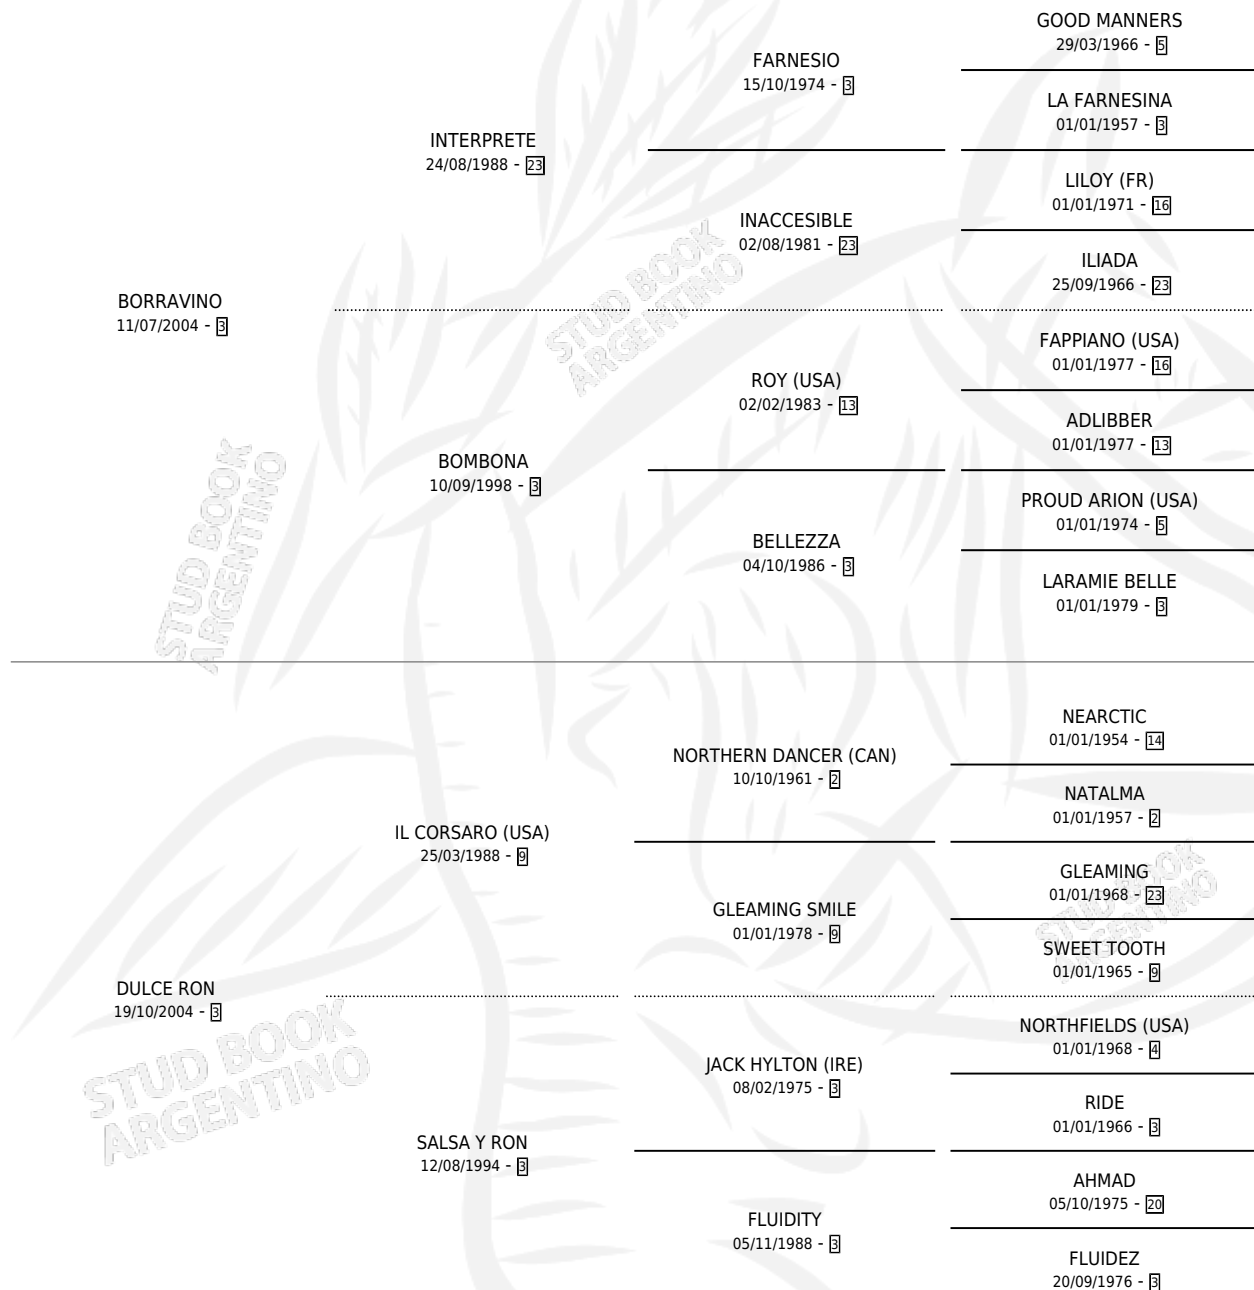 GOOD MANNERS
29/03/1966 - 5
FARNESIO
15/10/1974 - 3
LA FARNESINA
01/01/1957 - 3
INTERPRETE
24/08/1988 - 23
LILOY (FR)
01/01/1971 - 16
INACCESIBLE
02/08/1981 - 23
ILIADA
25/09/1966 - 23
BORRAVINO
11/07/2004 - 3
FAPPIANO (USA)
01/01/1977 - 16
ROY (USA)
02/02/1983 - 13
ADLIBBER
01/01/1977 - 13
BOMBONA
10/09/1998 - 3
PROUD ARION (USA)
01/01/1974 - 5
BELLEZZA
04/10/1986 - 3
LARAMIE BELLE
01/01/1979 - 3
NEARCTIC
01/01/1954 - 14
NORTHERN DANCER (CAN)
10/10/1961 - 2
NATALMA
01/01/1957 - 2
IL CORSARO (USA)
25/03/1988 - 9
GLEAMING
01/01/1968 - 23
GLEAMING SMILE
01/01/1978 - 9
SWEET TOOTH
01/01/1965 - 9
DULCE RON
19/10/2004 - 3
NORTHFIELDS (USA)
01/01/1968 - 4
JACK HYLTON (IRE)
08/02/1975 - 3
RIDE
01/01/1966 - 3
SALSA Y RON
12/08/1994 - 3
AHMAD
05/10/1975 - 20
FLUIDITY
05/11/1988 - 3
FLUIDEZ
20/09/1976 - 3
STUD BOOK
ARGENTINO
STUD BOOK
ARGENTINO
STUD BOOK
ARGENTINO
STUD BOOK
ARGENTINO